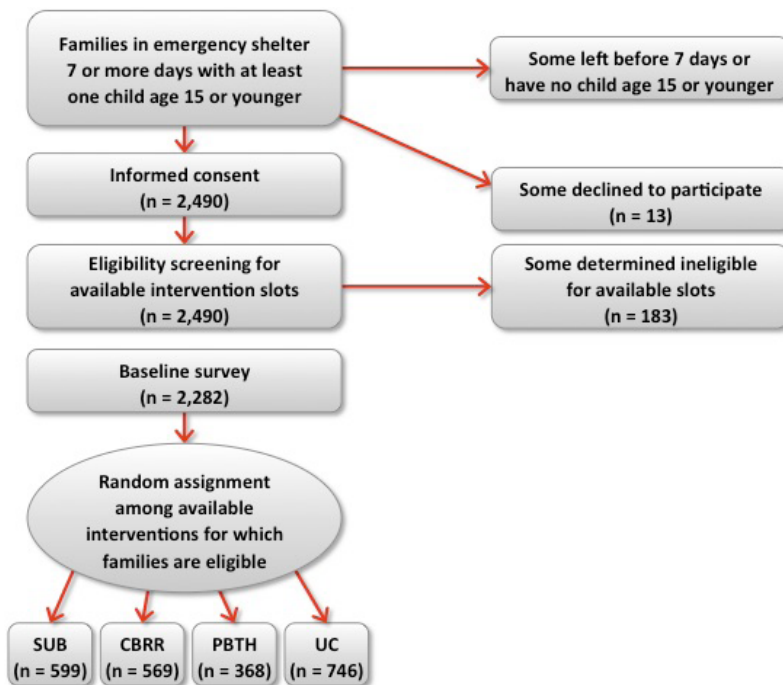 Families in emergency shelter
7 or more days with at least
one child age 15 or younger
Some left before 7 days or
have no child age 15 or younger
Informed consent
(n = 2,490)
Some declined to participate
(n = 13)
Eligibility screening for
available intervention slots
(n = 2,490)
Some determined ineligible
for available slots
(n = 183)
Baseline survey
(n = 2,282)
Random assignment
among available
interventions for which
families are eligible
SUB
(n = 599)
CBRR
(n = 569)
PBTH
(n = 368)
UC
(n = 746)